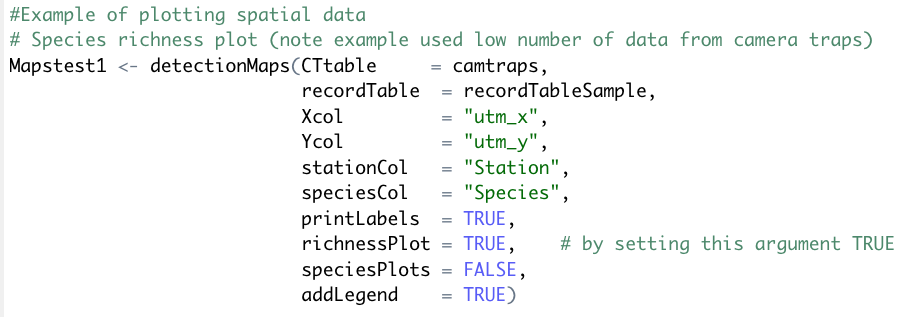 #Example of plotting spatial data
# Species richness plot (note example used low number of data from camera traps)
Mapstest1 <- detectionMaps(CTtable     = camtraps,
                           recordTable  = recordTableSample,
                           Xcol         = "utm_x",
                           Ycol         = "utm_y",
                           stationCol   = "Station",
                           speciesCol   = "Species",
                           printLabels  = TRUE,
                           richnessPlot = TRUE,    # by setting this argument TRUE
                           speciesPlots = FALSE,
                           addLegend    = TRUE)